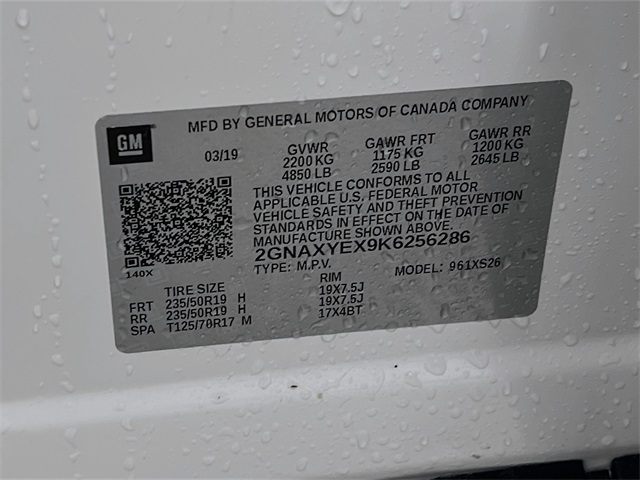 MFD BY GENERAL MOTORS OF CANADA COMPANY
GM
03/19 GVWR GAWR FRT GAWR RR
2200 KG 1175 KG 1200 KG
4850 LB 2590 LB 2645 LB
THIS VEHICLE CONFORMS TO ALL
APPLICABLE U.S. FEDERAL MOTOR
VEHICLE SAFETY AND THEFT PREVENTION
STANDARDS IN EFFECT ON THE DATE OF
MANUFACTURE SHOWN ABOVE.
2GNAXYEX9K6256286
140X TYPE: M.P.V. MODEL: 961XS26
TIRE SIZE RIM
FRT 235/50R19 H 19X7.5J
RR 235/50R19 H 19X7.5J
SPA T125/70R17 M 17X4BT